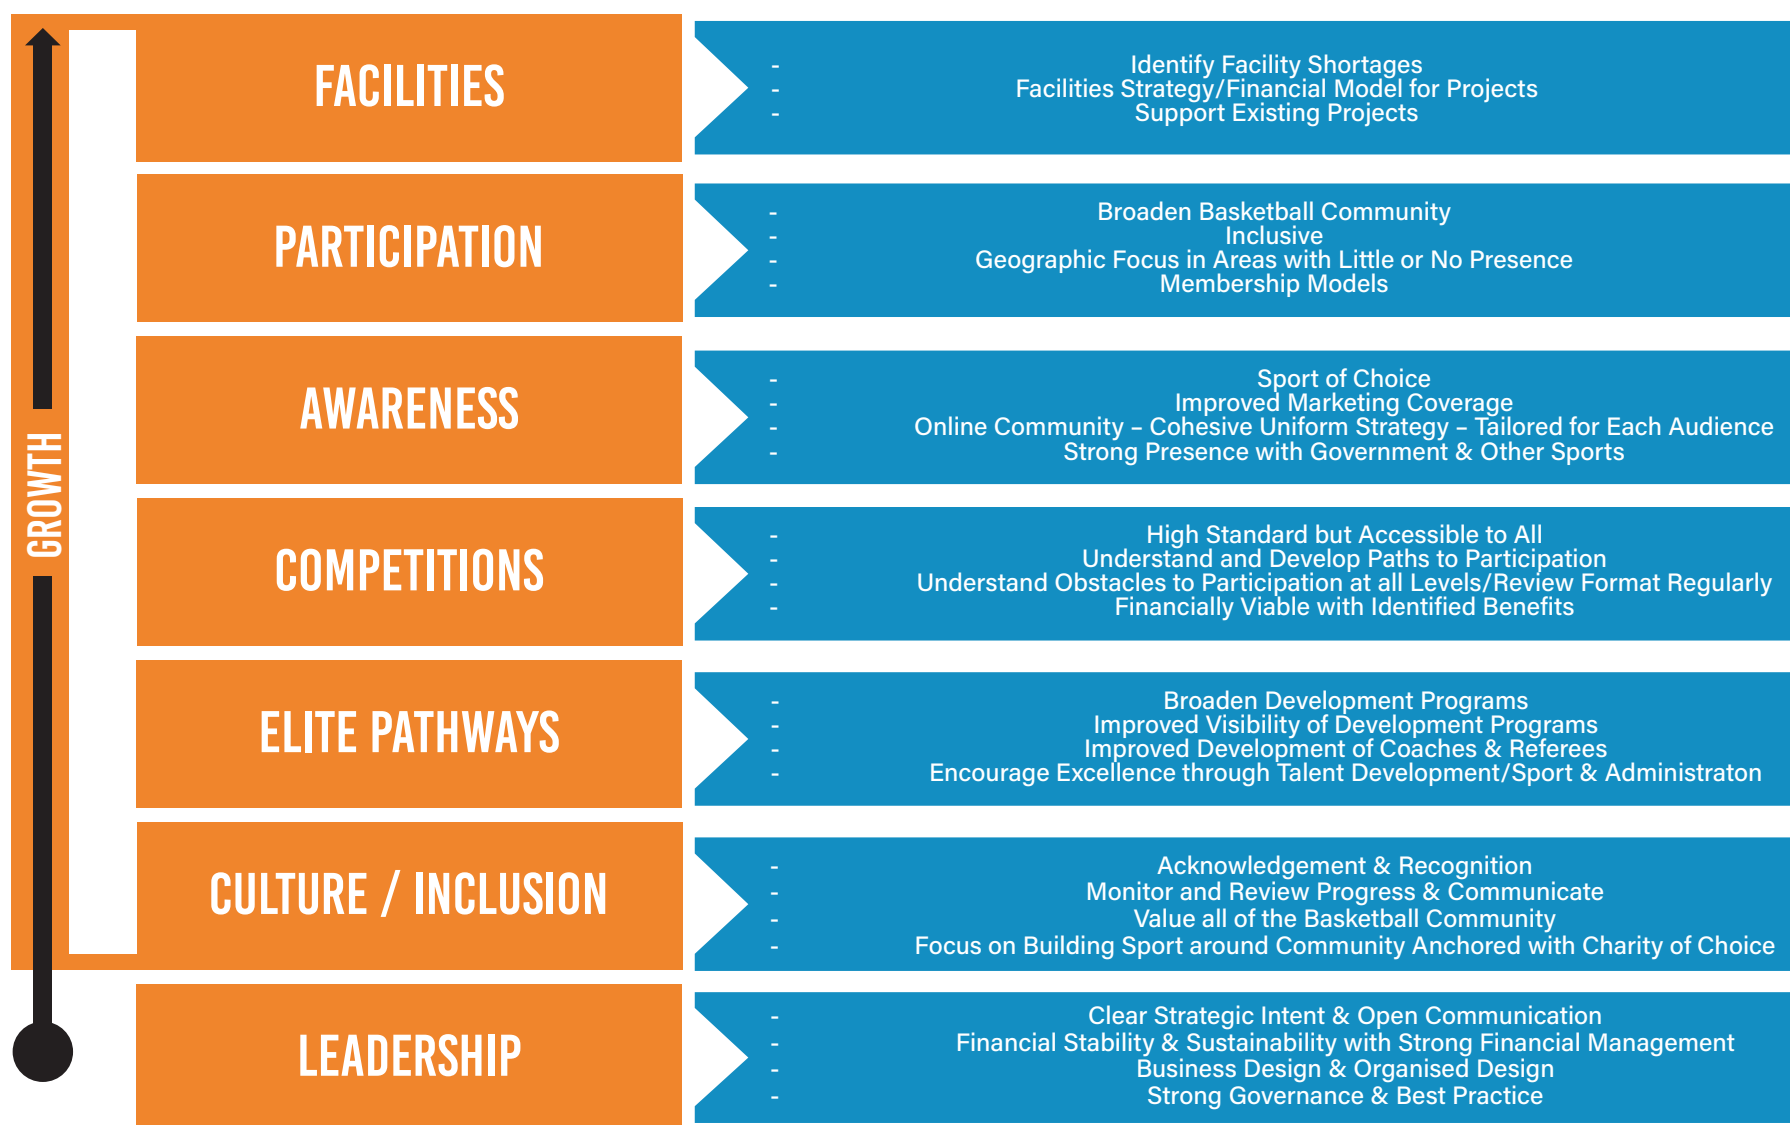 GROWTH
FACILITIES
- Identify Facility Shortages
- Facilities Strategy/Financial Model for Projects
- Support Existing Projects
PARTICIPATION
- Broaden Basketball Community
- Inclusive
- Geographic Focus in Areas with Little or No Presence
- Membership Models
AWARENESS
- Sport of Choice
- Improved Marketing Coverage
- Online Community – Cohesive Uniform Strategy – Tailored for Each Audience
- Strong Presence with Government & Other Sports
COMPETITIONS
- High Standard but Accessible to All
- Understand and Develop Paths to Participation
- Understand Obstacles to Participation at all Levels/Review Format Regularly
- Financially Viable with Identified Benefits
ELITE PATHWAYS
- Broaden Development Programs
- Improved Visibility of Development Programs
- Improved Development of Coaches & Referees
- Encourage Excellence through Talent Development/Sport & Administraton
CULTURE / INCLUSION
- Acknowledgement & Recognition
- Monitor and Review Progress & Communicate
- Value all of the Basketball Community
- Focus on Building Sport around Community Anchored with Charity of Choice
LEADERSHIP
- Clear Strategic Intent & Open Communication
- Financial Stability & Sustainability with Strong Financial Management
- Business Design & Organised Design
- Strong Governance & Best Practice